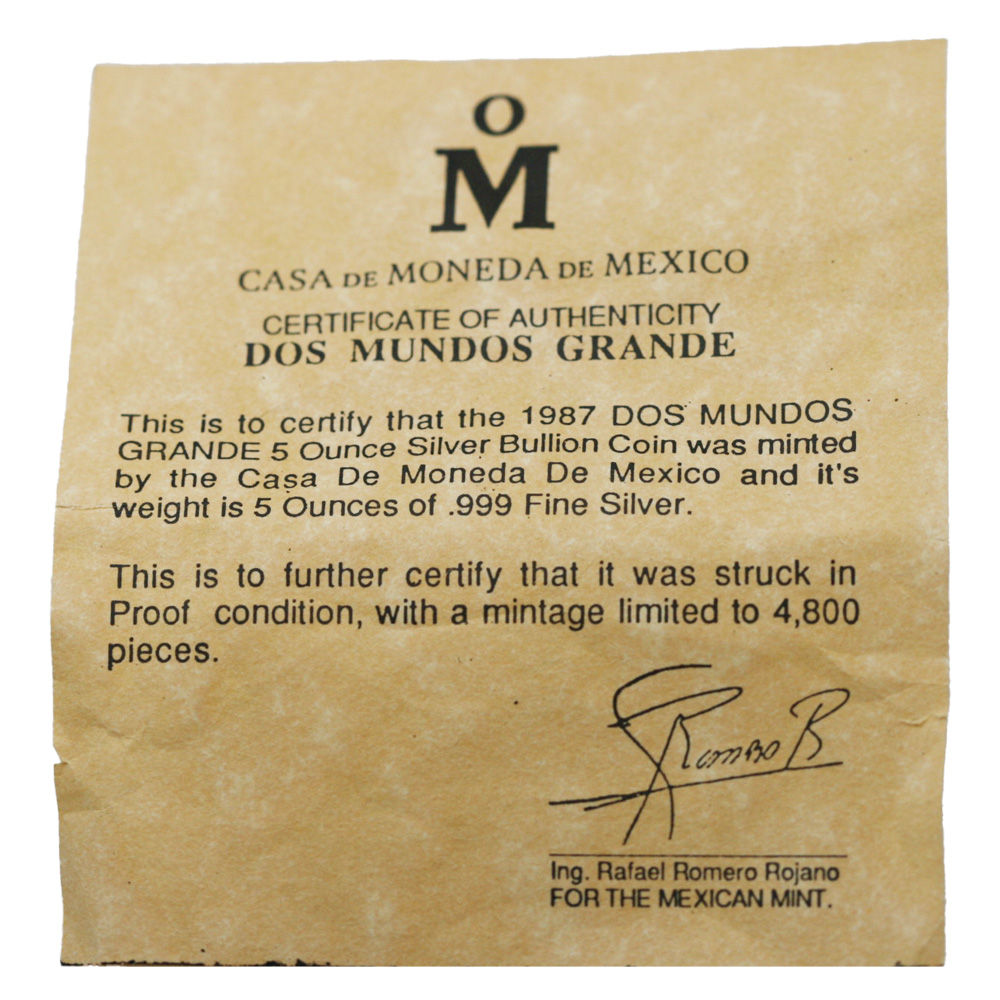 O
M
CASA DE MONEDA DE MEXICO
CERTIFICATE OF AUTHENTICITY
DOS MUNDOS GRANDE
This is to certify that the 1987 DOS MUNDOS
GRANDE 5 Ounce Silver Bullion Coin was minted
by the Casa De Moneda De Mexico and it's
weight is 5 Ounces of .999 Fine Silver.
This is to further certify that it was struck in
Proof condition, with a mintage limited to 4,800
pieces.
Romero R
Ing. Rafael Romero Rojano
FOR THE MEXICAN MINT.